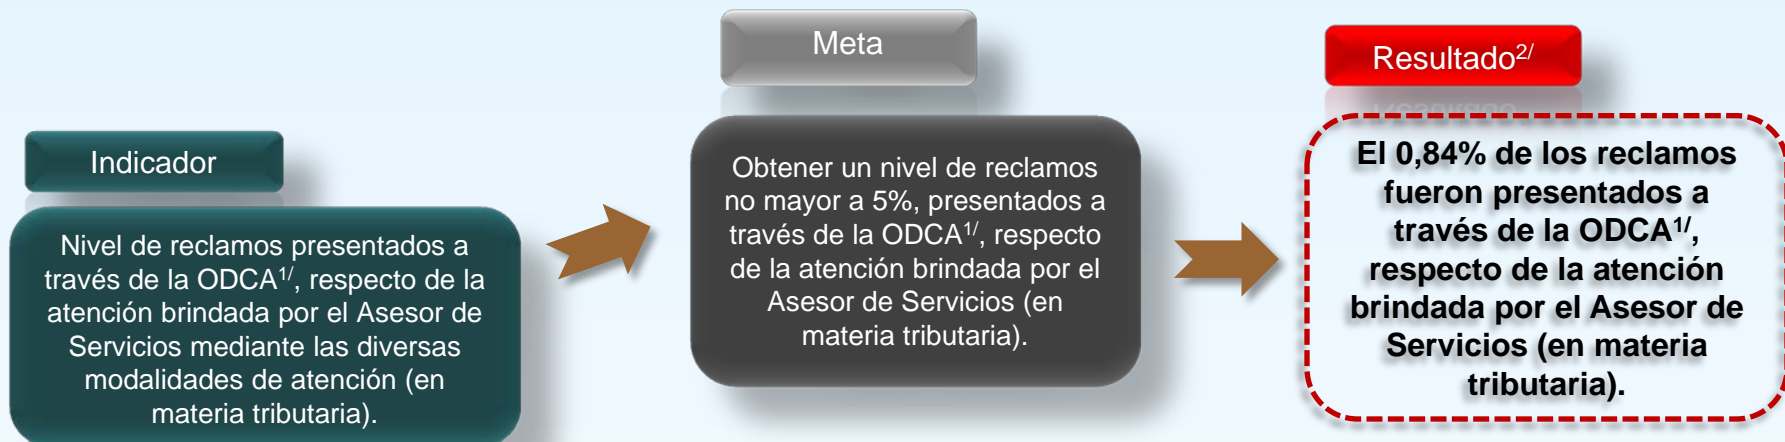 Indicador
Nivel de reclamos presentados a
través de la ODCA1/, respecto de la
atención brindada por el Asesor de
Servicios mediante las diversas
modalidades de atención (en
materia tributaria).
Meta
Obtener un nivel de reclamos
no mayor a 5%, presentados a
través de la ODCA1/, respecto
de la atención brindada por el
Asesor de Servicios (en
materia tributaria).
Resultado2/
El 0,84% de los reclamos
fueron presentados a
través de la ODCA1/,
respecto de la atención
brindada por el Asesor de
Servicios (en materia
tributaria).